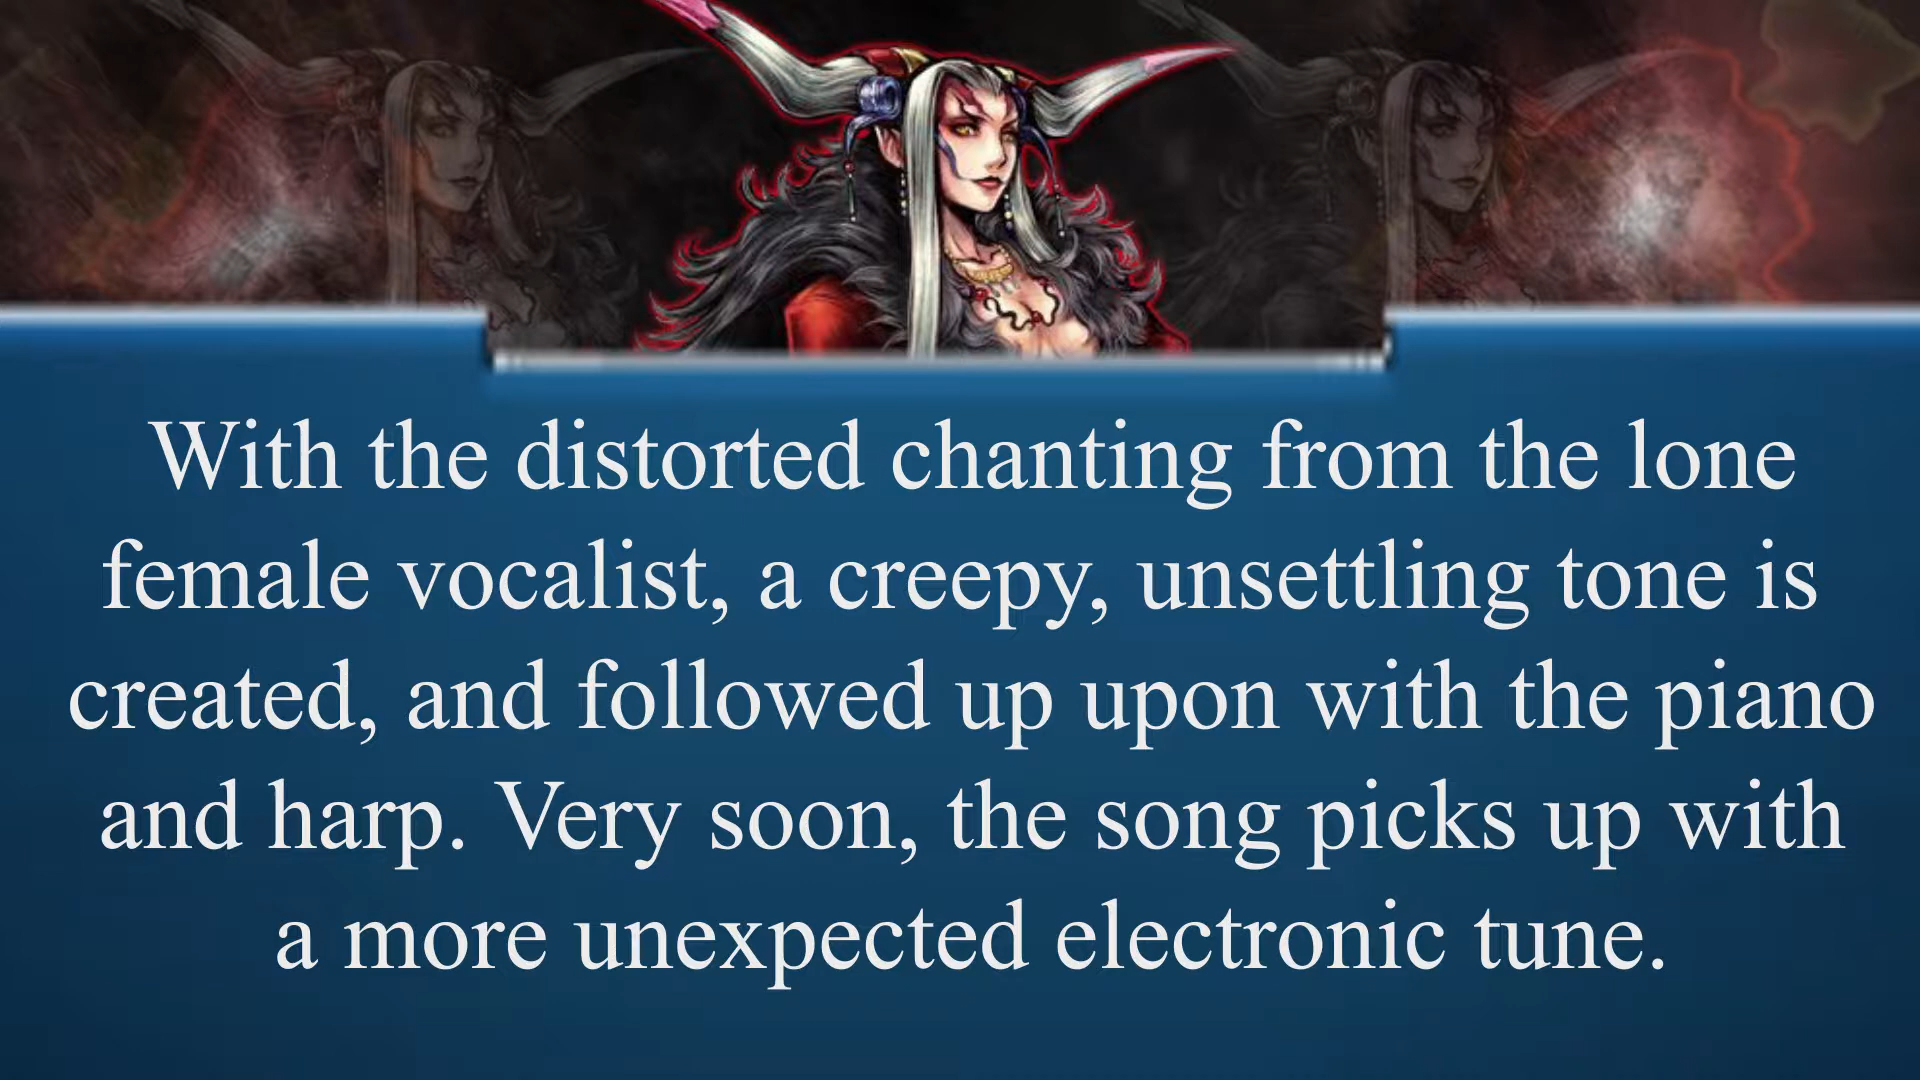 With the distorted chanting from the lone
female vocalist, a creepy, unsettling tone is
created, and followed up upon with the piano
and harp. Very soon, the song picks up with
a more unexpected electronic tune.